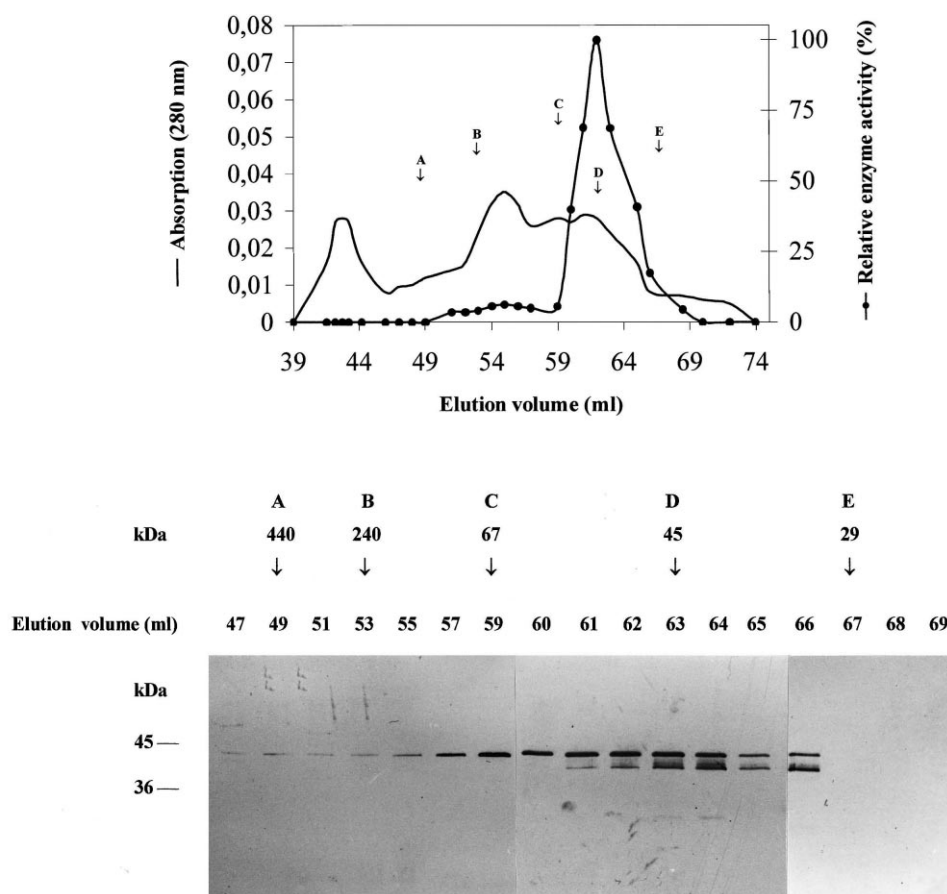 0,08
0,07
0,06
0,05
0,04
0,03
0,02
0,01
0
— Absorption (280 nm)
100
75
50
25
0
Relative enzyme activity (%)
A
B
C
D
E
39 44 49 54 59 64 69 74
Elution volume (ml)
A B C D E
kDa 440 240 67 45 29
Elution volume (ml) 47 49 51 53 55 57 59 60 61 62 63 64 65 66 67 68 69
kDa
45
36